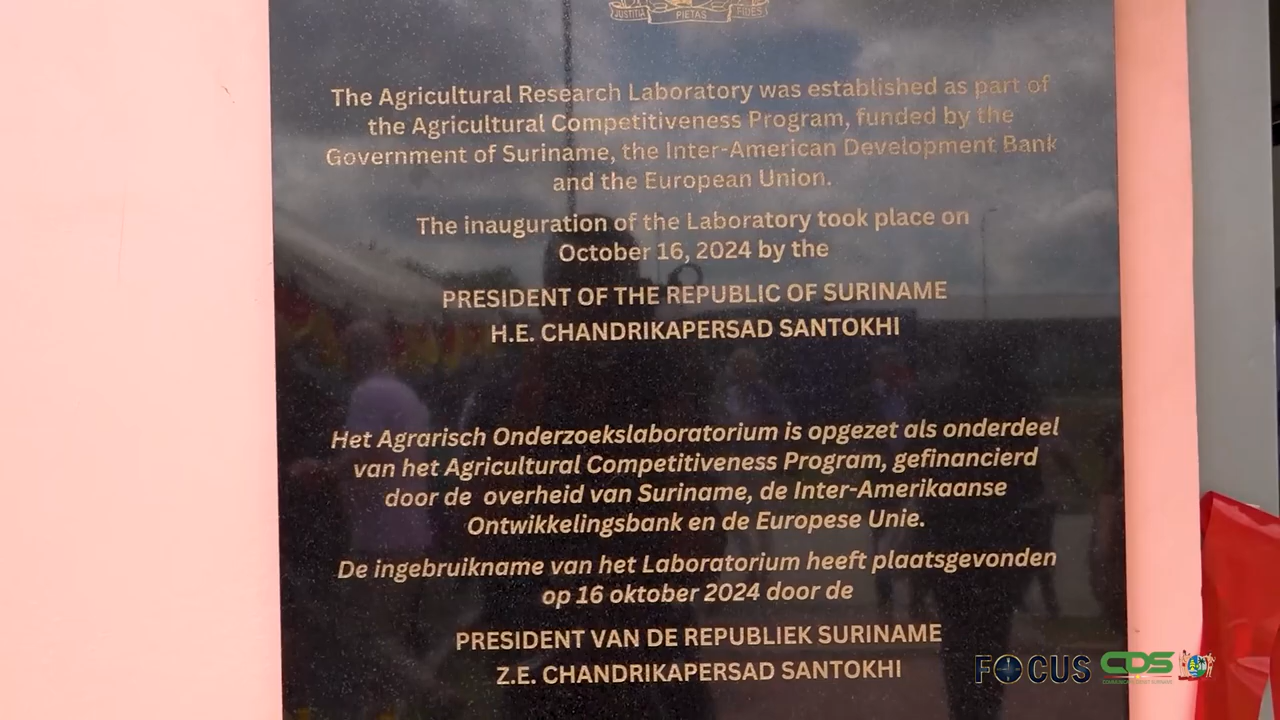 JUSTITIA PIETAS FIDES
The Agricultural Research Laboratory was established as part of
the Agricultural Competitiveness Program, funded by the
Government of Suriname, the Inter-American Development Bank
and the European Union.
The inauguration of the Laboratory took place on
October 16, 2024 by the
PRESIDENT OF THE REPUBLIC OF SURINAME
H.E. CHANDRIKAPERSAD SANTOKHI
Het Agrarisch Onderzoekslaboratorium is opgezet als onderdeel
van het Agricultural Competitiveness Program, gefinancierd
door de overheid van Suriname, de Inter-Amerikaanse
Ontwikkelingsbank en de Europese Unie.
De ingebruikname van het Laboratorium heeft plaatsgevonden
op 16 oktober 2024 door de
PRESIDENT VAN DE REPUBLIEK SURINAME
Z.E. CHANDRIKAPERSAD SANTOKHI
FOCUS CDS